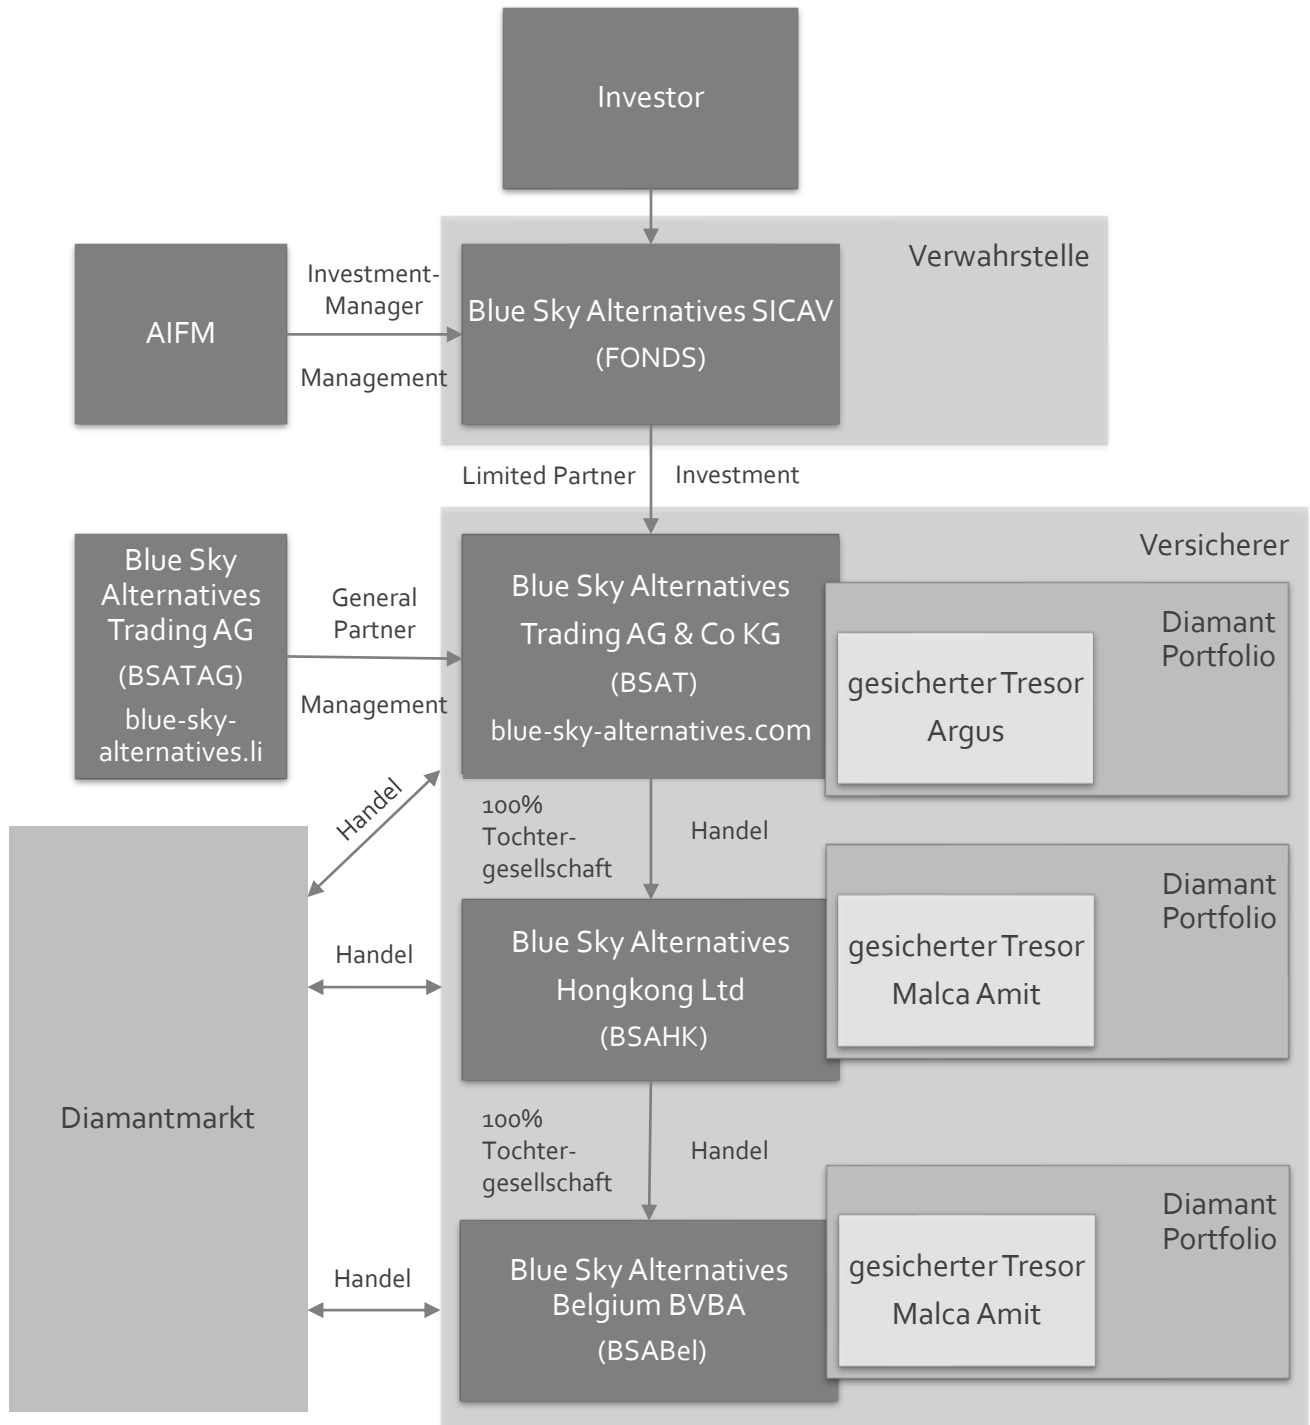 Investor
Verwahrstelle
AIFM
Investment-
Manager
Management
Blue Sky Alternatives SICAV
(FONDS)
Limited Partner
Investment
Versicherer
Blue Sky
Alternatives
Trading AG
(BSATAG)
blue-sky-
alternatives.li
General
Partner
Management
Blue Sky Alternatives
Trading AG & Co KG
(BSAT)
blue-sky-alternatives.com
Diamant
Portfolio
gesicherter Tresor
Argus
Handel
100%
Tochter-
gesellschaft
Handel
Diamantmarkt
Handel
Blue Sky Alternatives
Hongkong Ltd
(BSAHK)
Diamant
Portfolio
gesicherter Tresor
Malca Amit
100%
Tochter-
gesellschaft
Handel
Handel
Blue Sky Alternatives
Belgium BVBA
(BSABel)
Diamant
Portfolio
gesicherter Tresor
Malca Amit